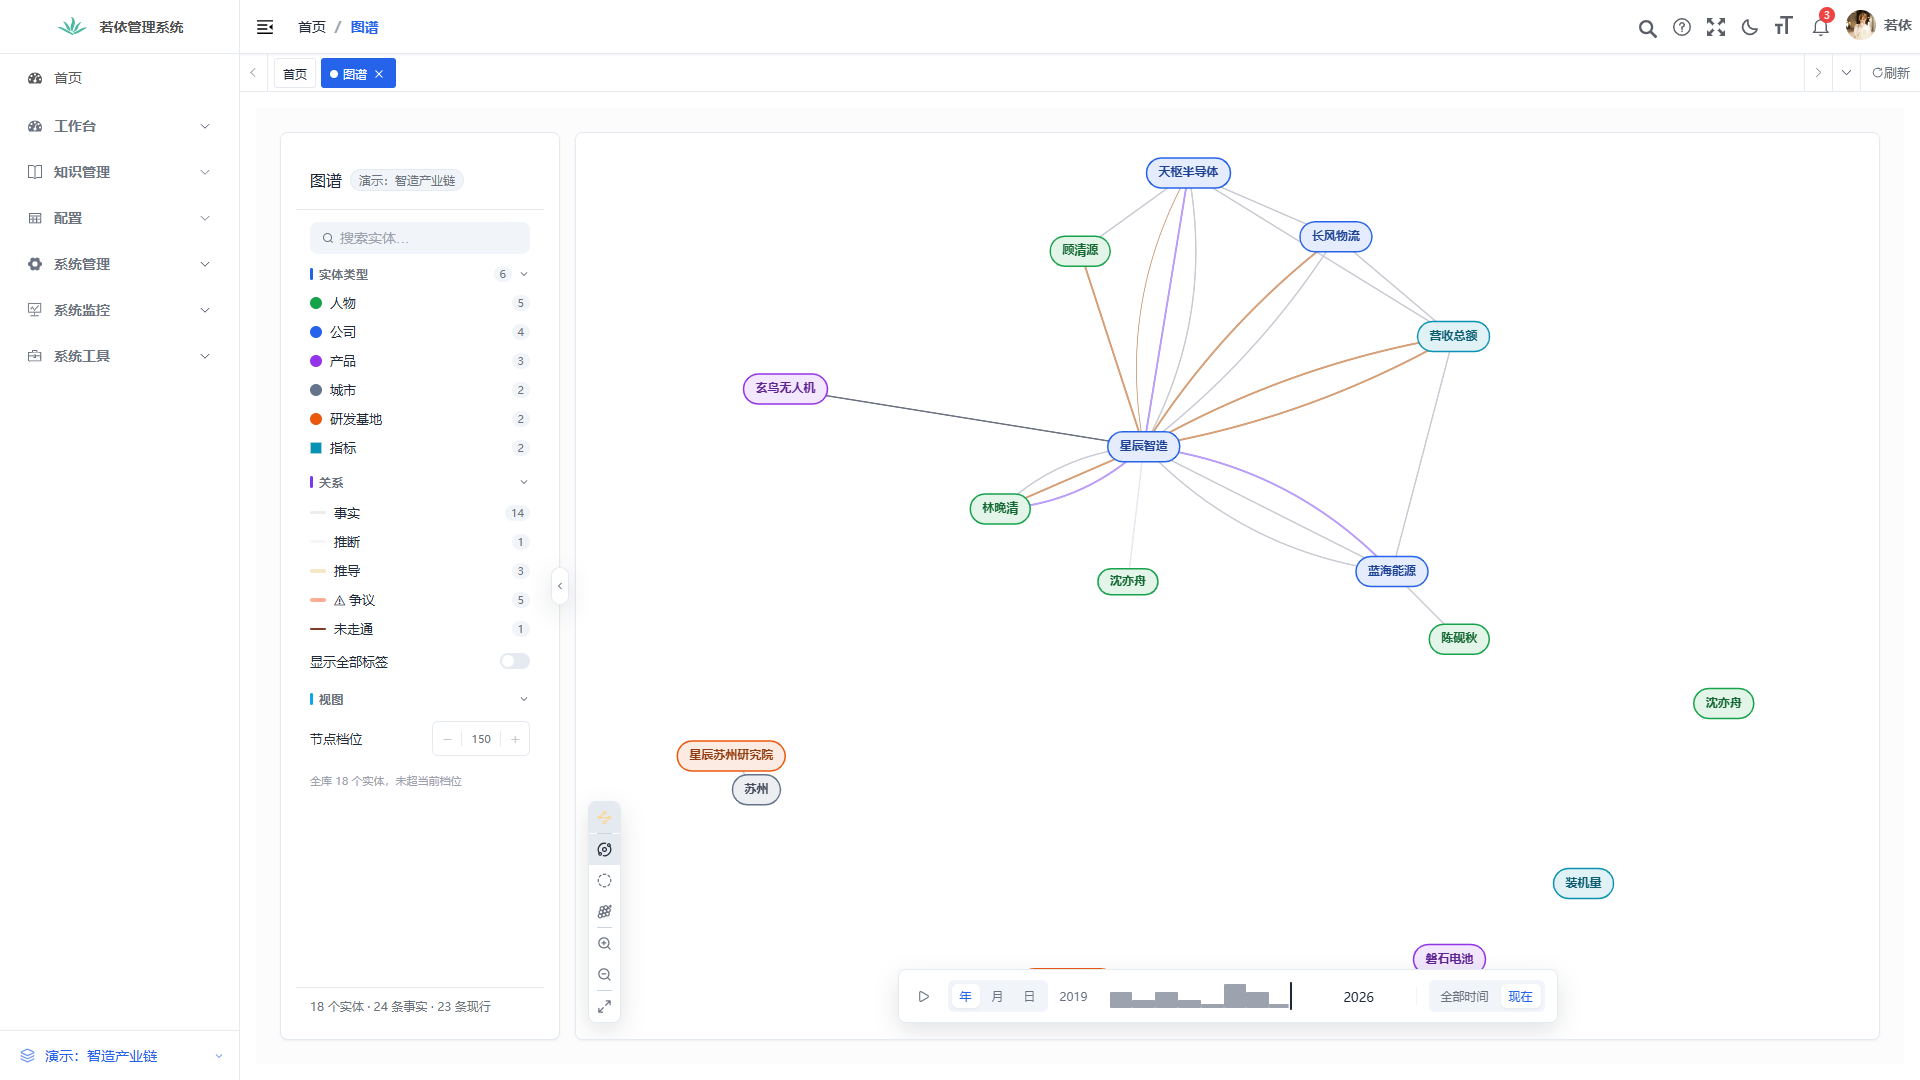 若依管理系统
首页 / 图谱
3
若依
首页
图谱
刷新
首页
工作台
知识管理
配置
系统管理
系统监控
系统工具
演示：智造产业链
图谱
演示：智造产业链
搜索实体…
实体类型 6
人物 5
公司 4
产品 3
城市 2
研发基地 2
指标 2
关系
事实 14
推断 1
推导 3
⚠ 争议 5
未走通 1
显示全部标签
视图
节点档位 150
全库 18 个实体，未超当前档位
18 个实体 · 24 条事实 · 23 条现行
天枢半导体
长风物流
顾清源
营收总额
玄鸟无人机
星辰智造
林晚清
沈亦舟
蓝海能源
陈砚秋
沈亦舟
星辰苏州研究院
苏州
装机量
磐石电池
年 月 日 2019 2026 全部时间 现在